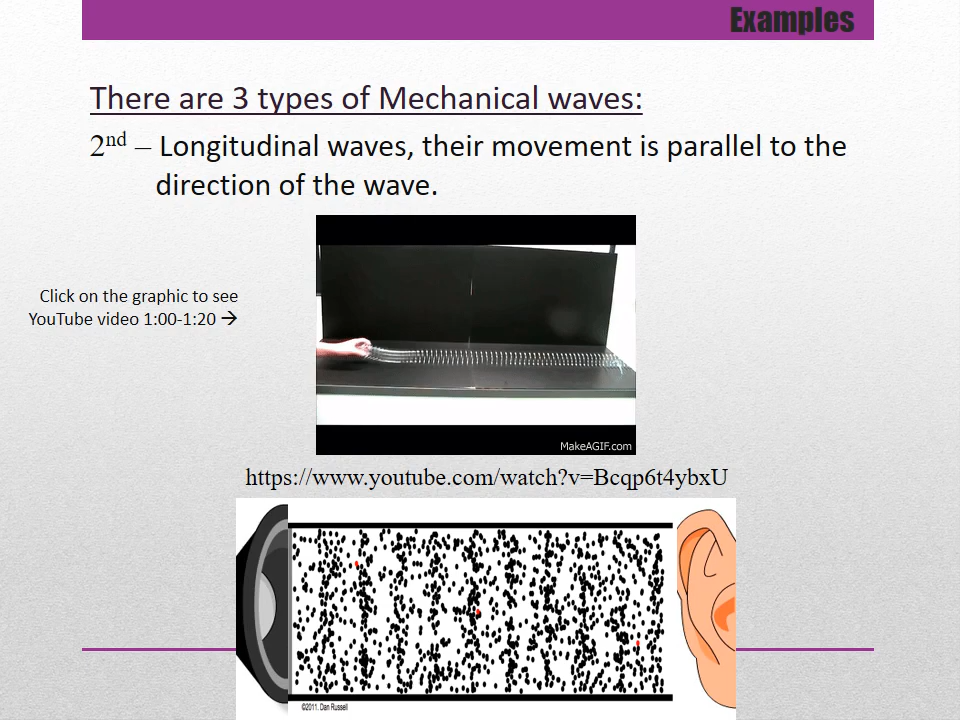 Examples
There are 3 types of Mechanical waves:
2nd – Longitudinal waves, their movement is parallel to the
direction of the wave.
Click on the graphic to see
YouTube video 1:00-1:20 →
MakeAGIF.com
https://www.youtube.com/watch?v=Bcqp6t4ybxU
©2011. Dan Russell